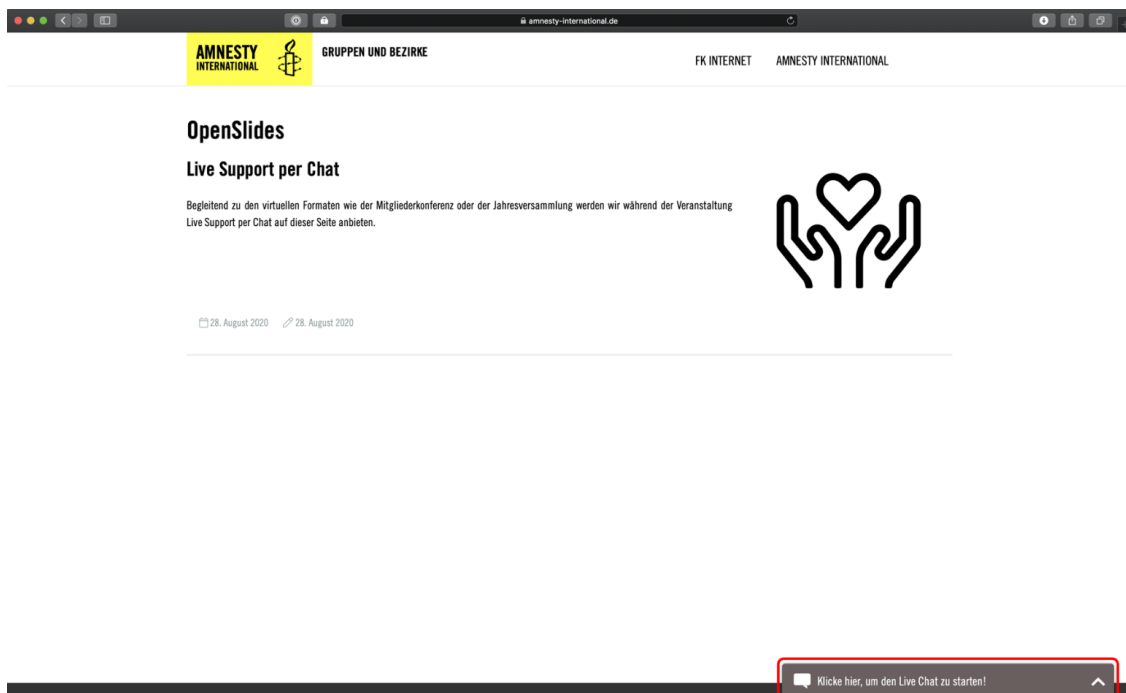 amnesty-international.de
AMNESTY
INTERNATIONAL
GRUPPEN UND BEZIRKE
FK INTERNET
AMNESTY INTERNATIONAL
OpenSlides
Live Support per Chat
Begleitend zu den virtuellen Formaten wie der Mitgliederkonferenz oder der Jahresversammlung werden wir während der Veranstaltung
Live Support per Chat auf dieser Seite anbieten.
28. August 2020 28. August 2020
Klicke hier, um den Live Chat zu starten!